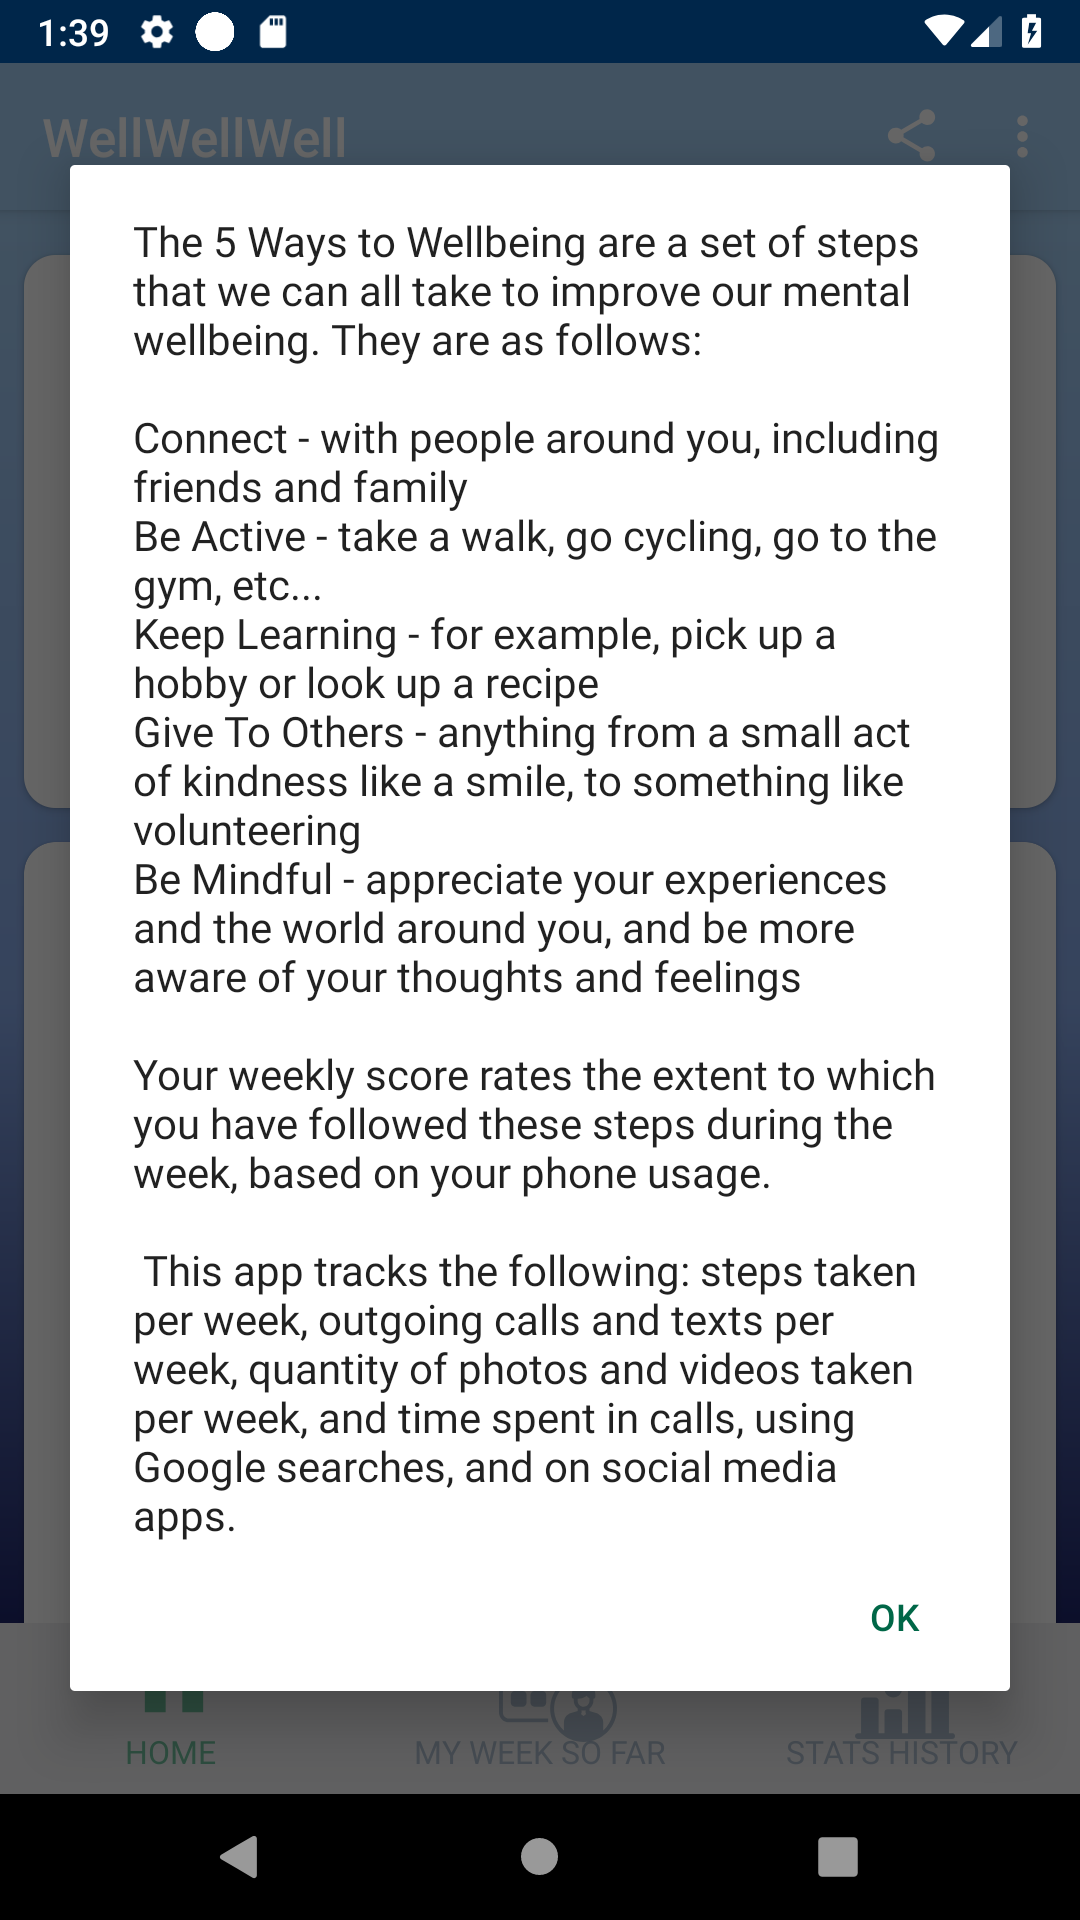 1:39
WellWellWell
The 5 Ways to Wellbeing are a set of steps
that we can all take to improve our mental
wellbeing. They are as follows:
Connect - with people around you, including
friends and family
Be Active - take a walk, go cycling, go to the
gym, etc...
Keep Learning - for example, pick up a
hobby or look up a recipe
Give To Others - anything from a small act
of kindness like a smile, to something like
volunteering
Be Mindful - appreciate your experiences
and the world around you, and be more
aware of your thoughts and feelings
Your weekly score rates the extent to which
you have followed these steps during the
week, based on your phone usage.
This app tracks the following: steps taken
per week, outgoing calls and texts per
week, quantity of photos and videos taken
per week, and time spent in calls, using
Google searches, and on social media
apps.
OK
HOME
MY WEEK SO FAR
STATS HISTORY